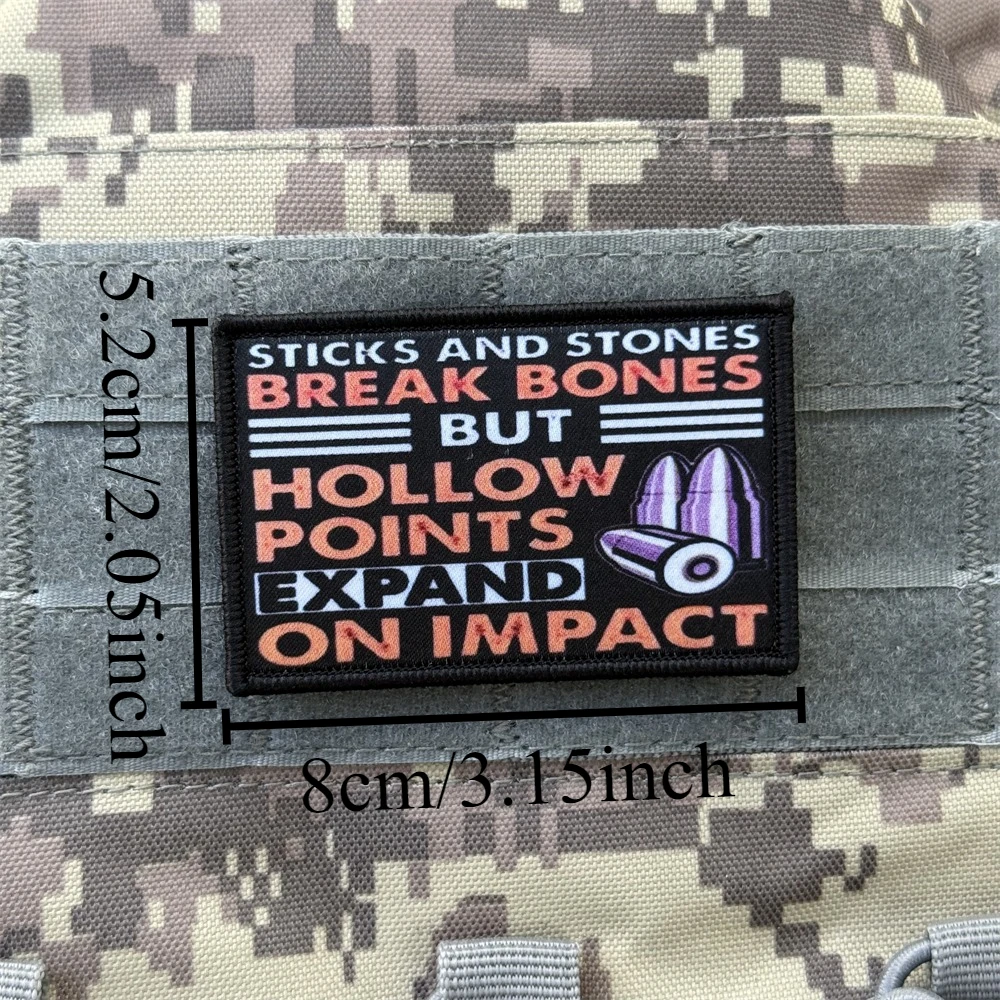 STICKS AND STONES
BREAK BONES
BUT
HOLLOW
POINTS
EXPAND
ON IMPACT
5.2cm/2.05inch
8cm/3.15inch